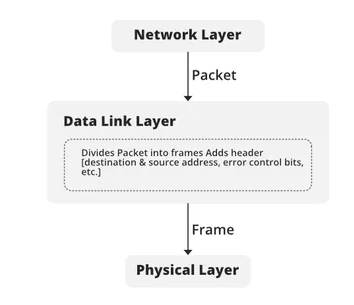 Network Layer
Packet
Data Link Layer
Divides Packet into frames Adds header
[destination & source address, error control bits,
etc.]
Frame
Physical Layer